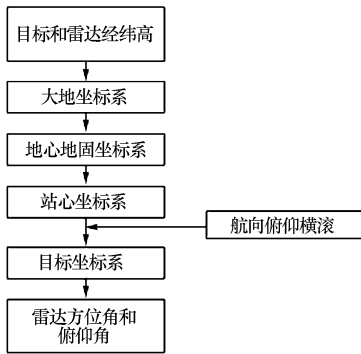 目标和雷达经纬高
大地坐标系
地心地固坐标系
站心坐标系
航向俯仰横滚
目标坐标系
雷达方位角和
俯仰角